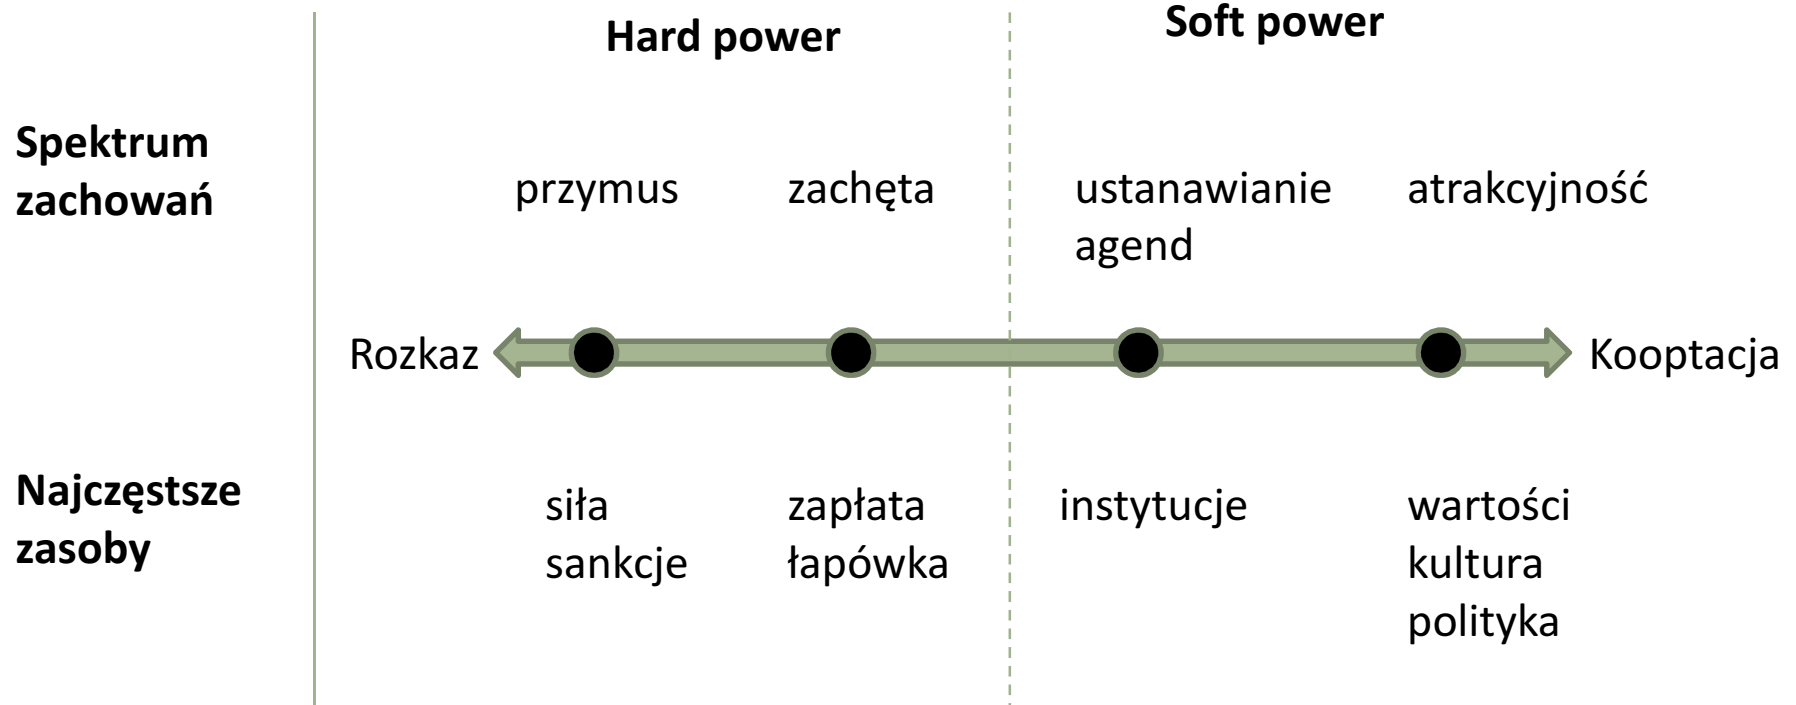 Hard power
Soft power
Spektrum
zachowań
przymus
zachęta
ustanawianie
agend
atrakcyjność
Rozkaz
Kooptacja
Najczęstsze
zasoby
siła
sankcje
zapłata
łapówka
instytucje
wartości
kultura
polityka